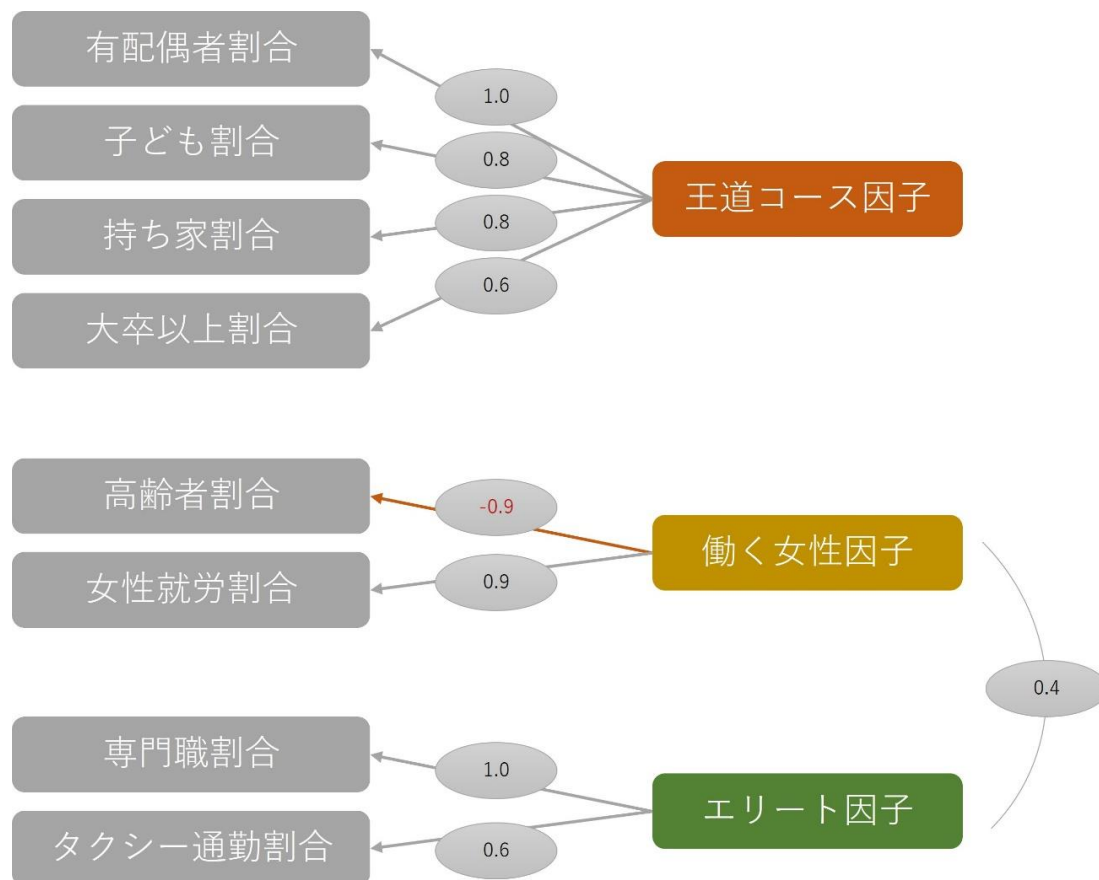 有配偶者割合
1.0
子ども割合
0.8
王道コース因子
持ち家割合
0.8
大卒以上割合
0.6
高齢者割合
-0.9
働く女性因子
女性就労割合
0.9
0.4
専門職割合
1.0
エリート因子
タクシー通勤割合
0.6